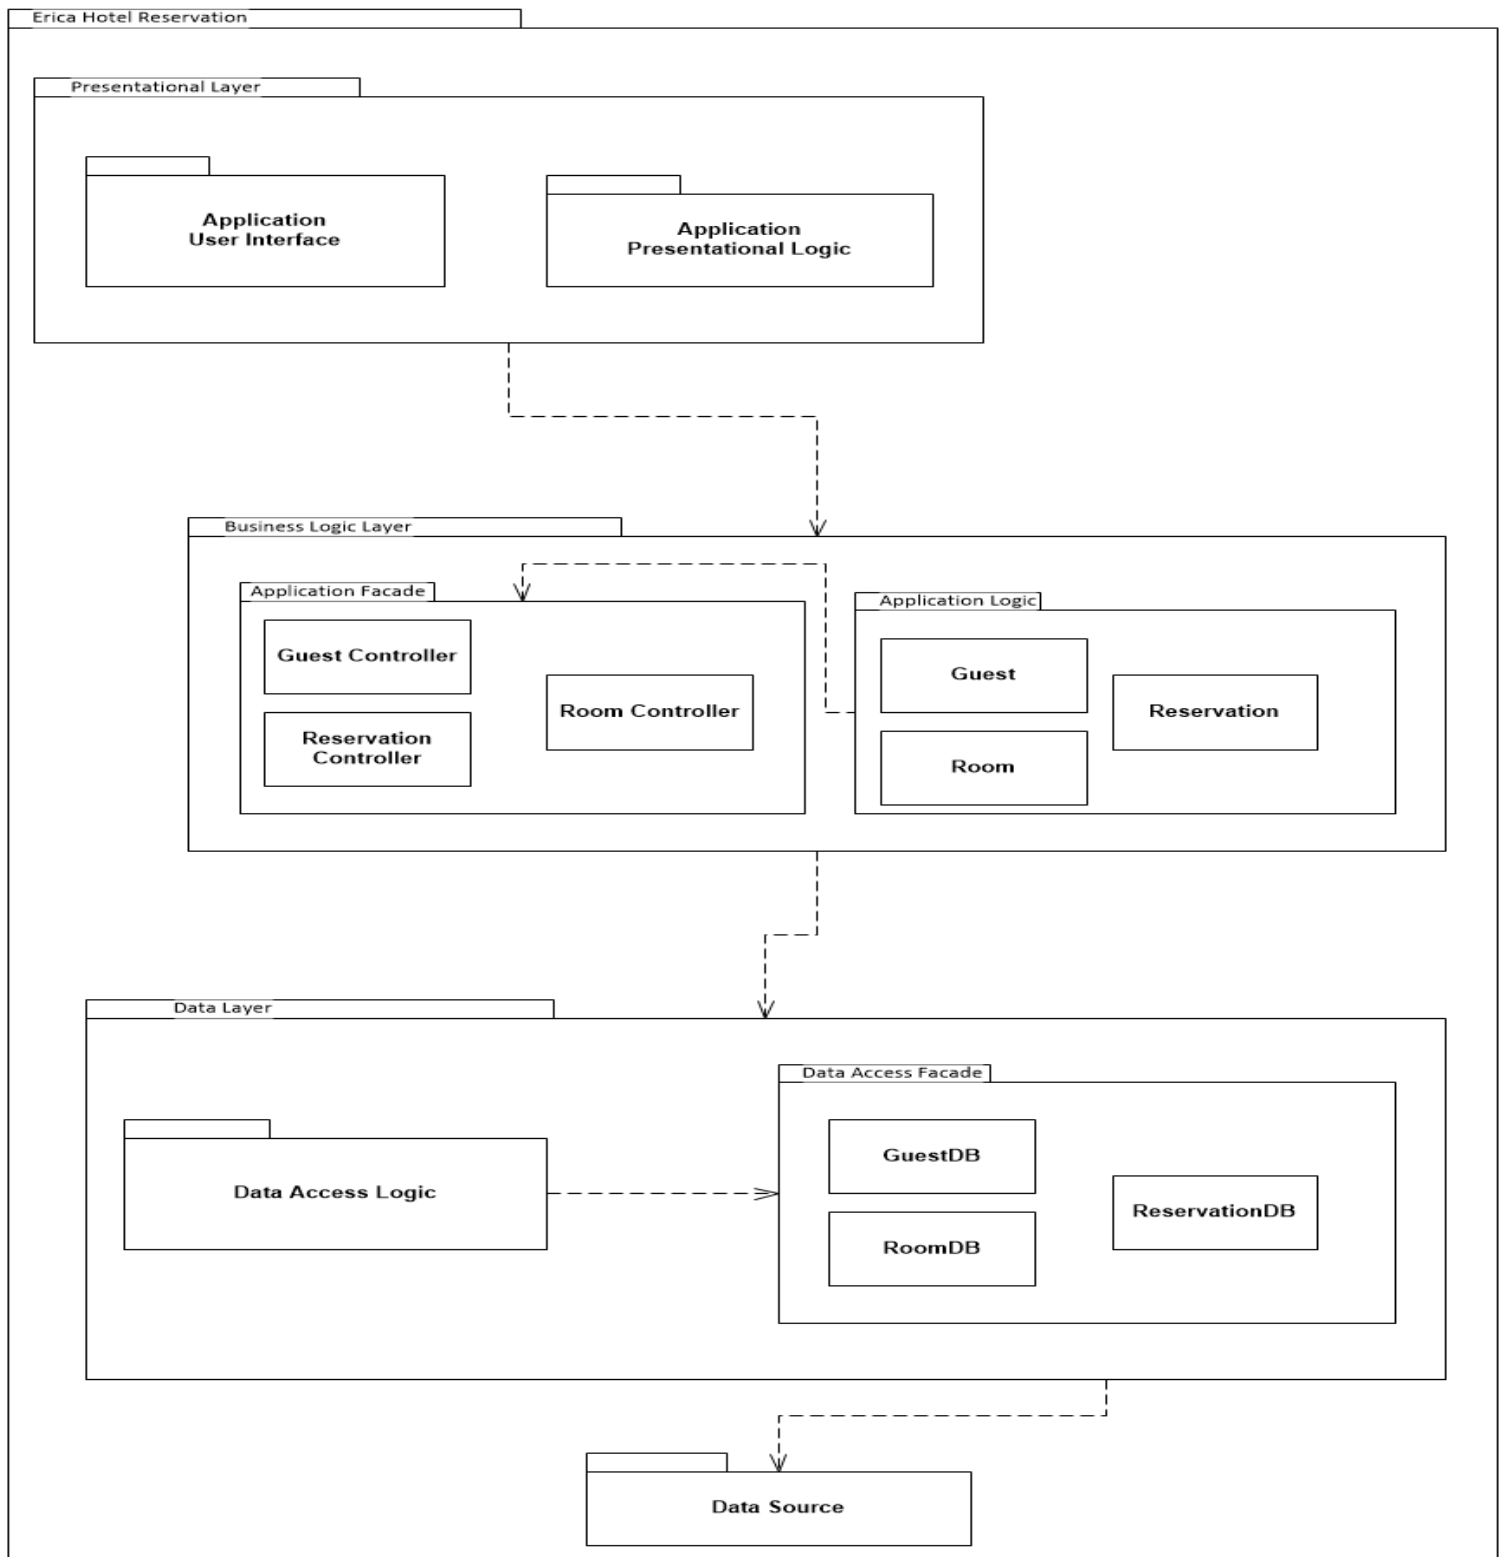 Erica Hotel Reservation
Presentational Layer
Application
User Interface
Application
Presentational Logic
Business Logic Layer
Application Facade
Application Logic
Guest Controller
Guest
Room Controller
Reservation
Reservation
Controller
Room
Data Layer
Data Access Facade
GuestDB
Data Access Logic
ReservationDB
RoomDB
Data Source